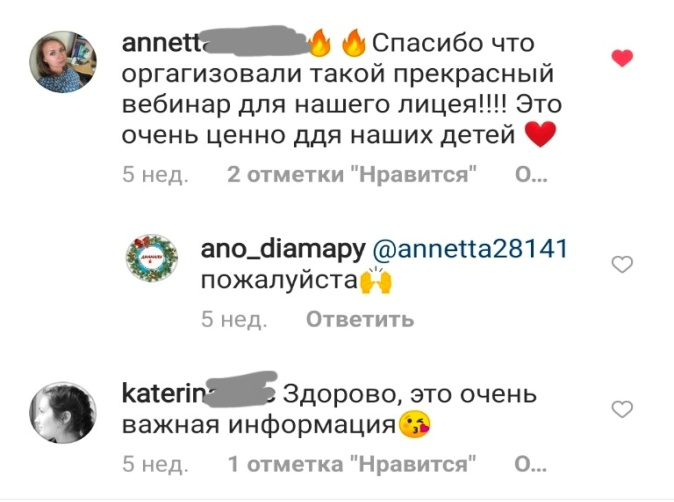 annett 🔥🔥Спасибо что
оргагизовали такой прекрасный
вебинар для нашего лицея!!!! Это
очень ценно ддя наших детей ❤️
5 нед. 2 отметки "Нравится" О...
ano_diamapy @annetta28141
пожалуйста🙌
5 нед. Ответить
katerin Здорово, это очень
важная информация😘
5 нед. 1 отметка "Нравится" О...